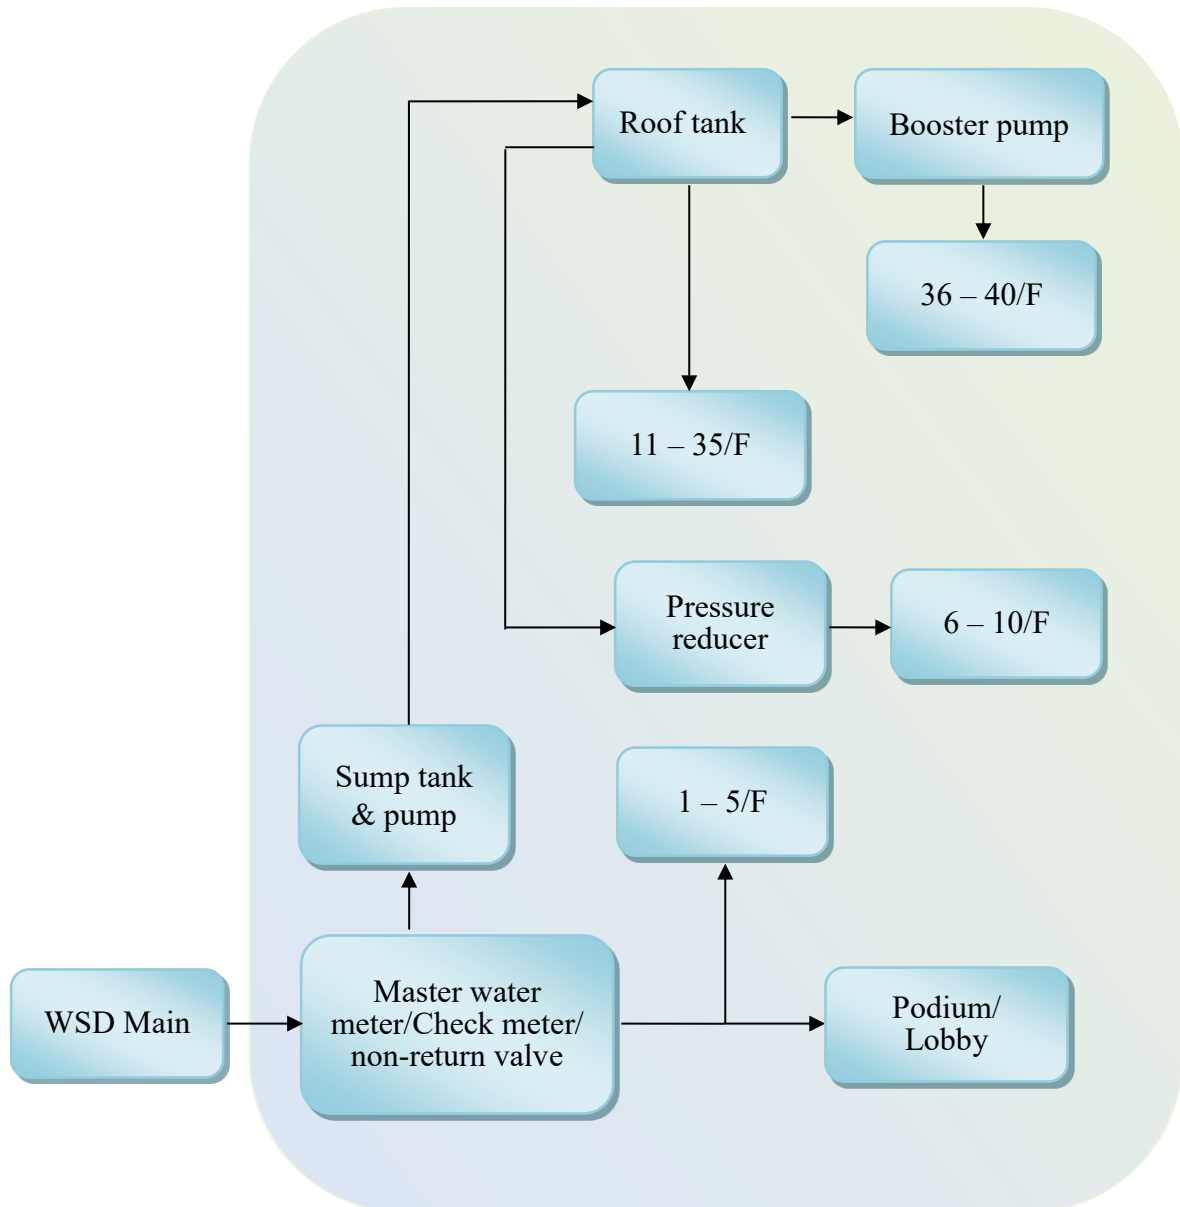 Roof tank
Booster pump
36 – 40/F
11 – 35/F
Pressure
reducer
6 – 10/F
Sump tank
& pump
1 – 5/F
WSD Main
Master water
meter/Check meter/
non-return valve
Podium/
Lobby